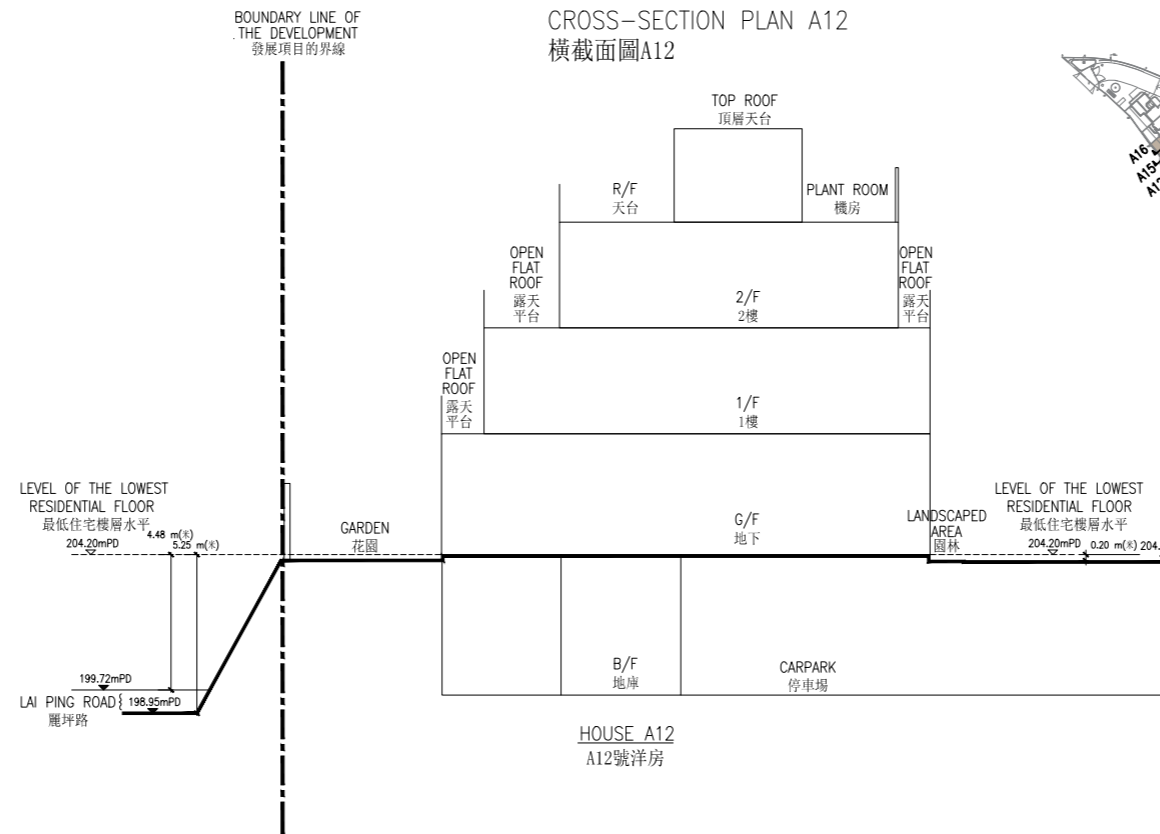 BOUNDARY LINE OF
.THE DEVELOPMENT
發展項目的界線
CROSS-SECTION PLAN A12
橫截面圖A12
TOP ROOF
頂層天台
A16
A15
R/F
天台
PLANT ROOM
機房
OPEN
FLAT
ROOF
露天
平台
2/F
2樓
OPEN
FLAT
ROOF
露天
平台
OPEN
FLAT
ROOF
露天
平台
1/F
1樓
LEVEL OF THE LOWEST
RESIDENTIAL FLOOR
最低住宅樓層水平
204.20mPD
4.48 m(米)
5.25 m(米)
GARDEN
花園
G/F
地下
LANDSCAPED
AREA
園林
LEVEL OF THE LOWEST
RESIDENTIAL FLOOR
最低住宅樓層水平
204.20mPD 0.20 m(米) 204.
B/F
地庫
CARPARK
停車場
199.72mPD
LAI PING ROAD { 198.95mPD
麗坪路
HOUSE A12
A12號洋房